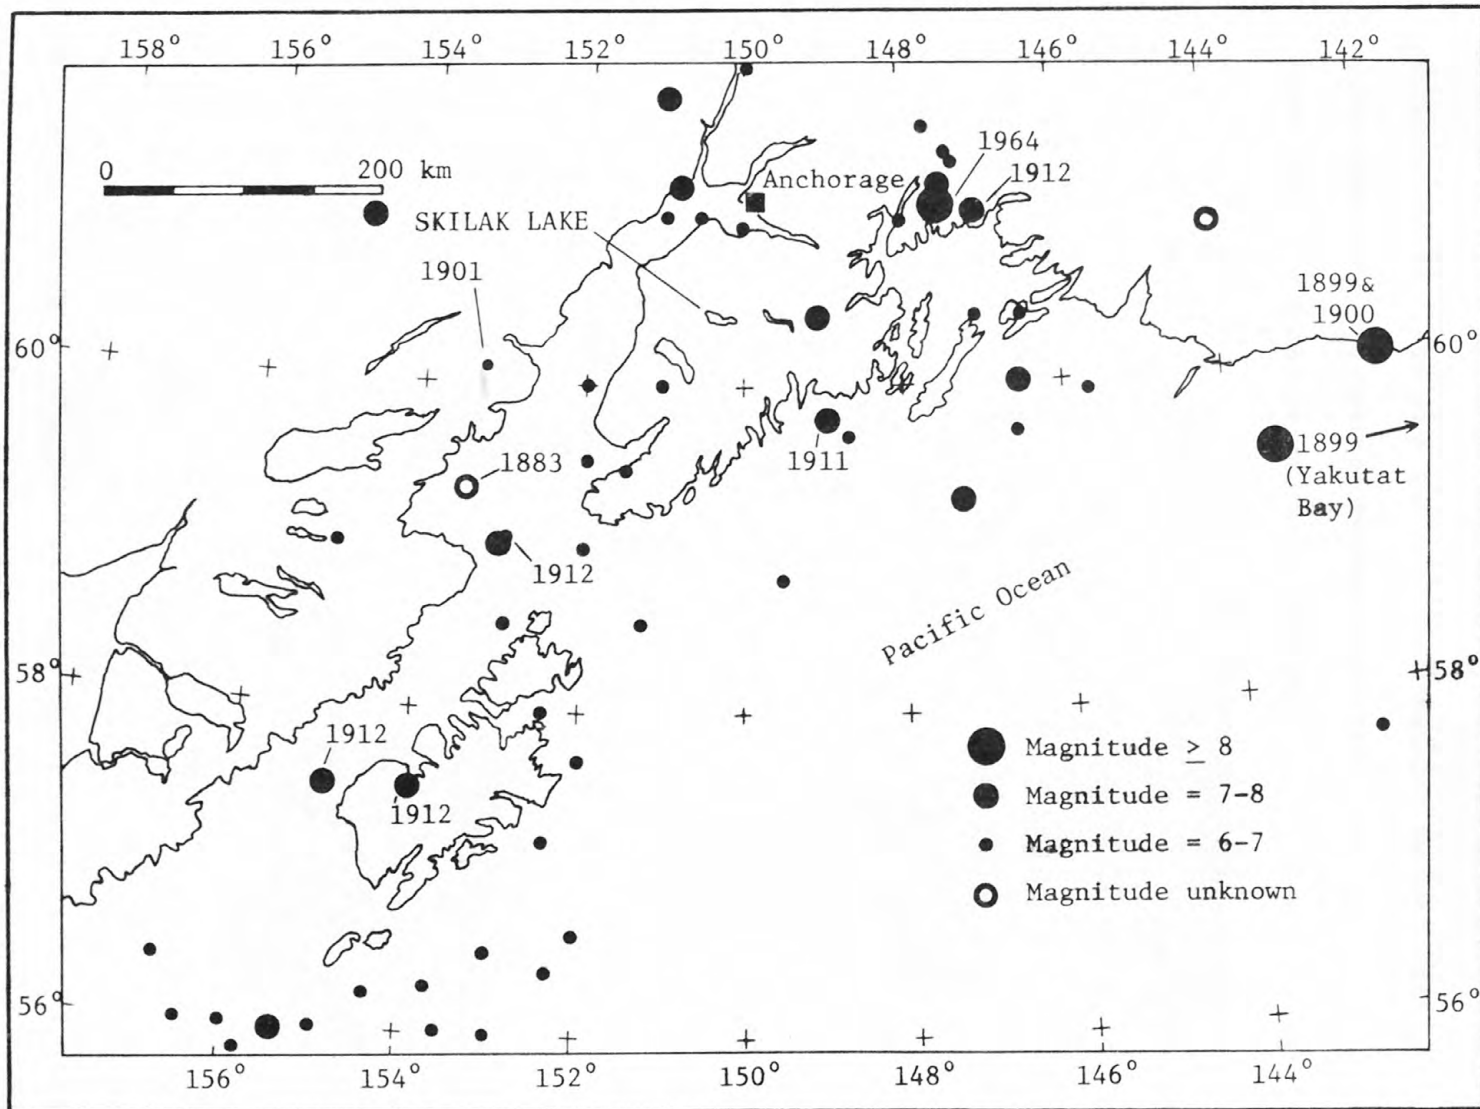 158° 156° 154° 152° 150° 148° 146° 144° 142°
0 200 km
1964
1912
Anchorage
SKILAK LAKE
1901
1899&
1900
60° 60°
1899
(Yakutat
Bay)
1911
1883
1912
Pacific Ocean
58° 58°
1912
1912
Magnitude ≥ 8
Magnitude = 7-8
Magnitude = 6-7
Magnitude unknown
56° 56°
156° 154° 152° 150° 148° 146° 144°